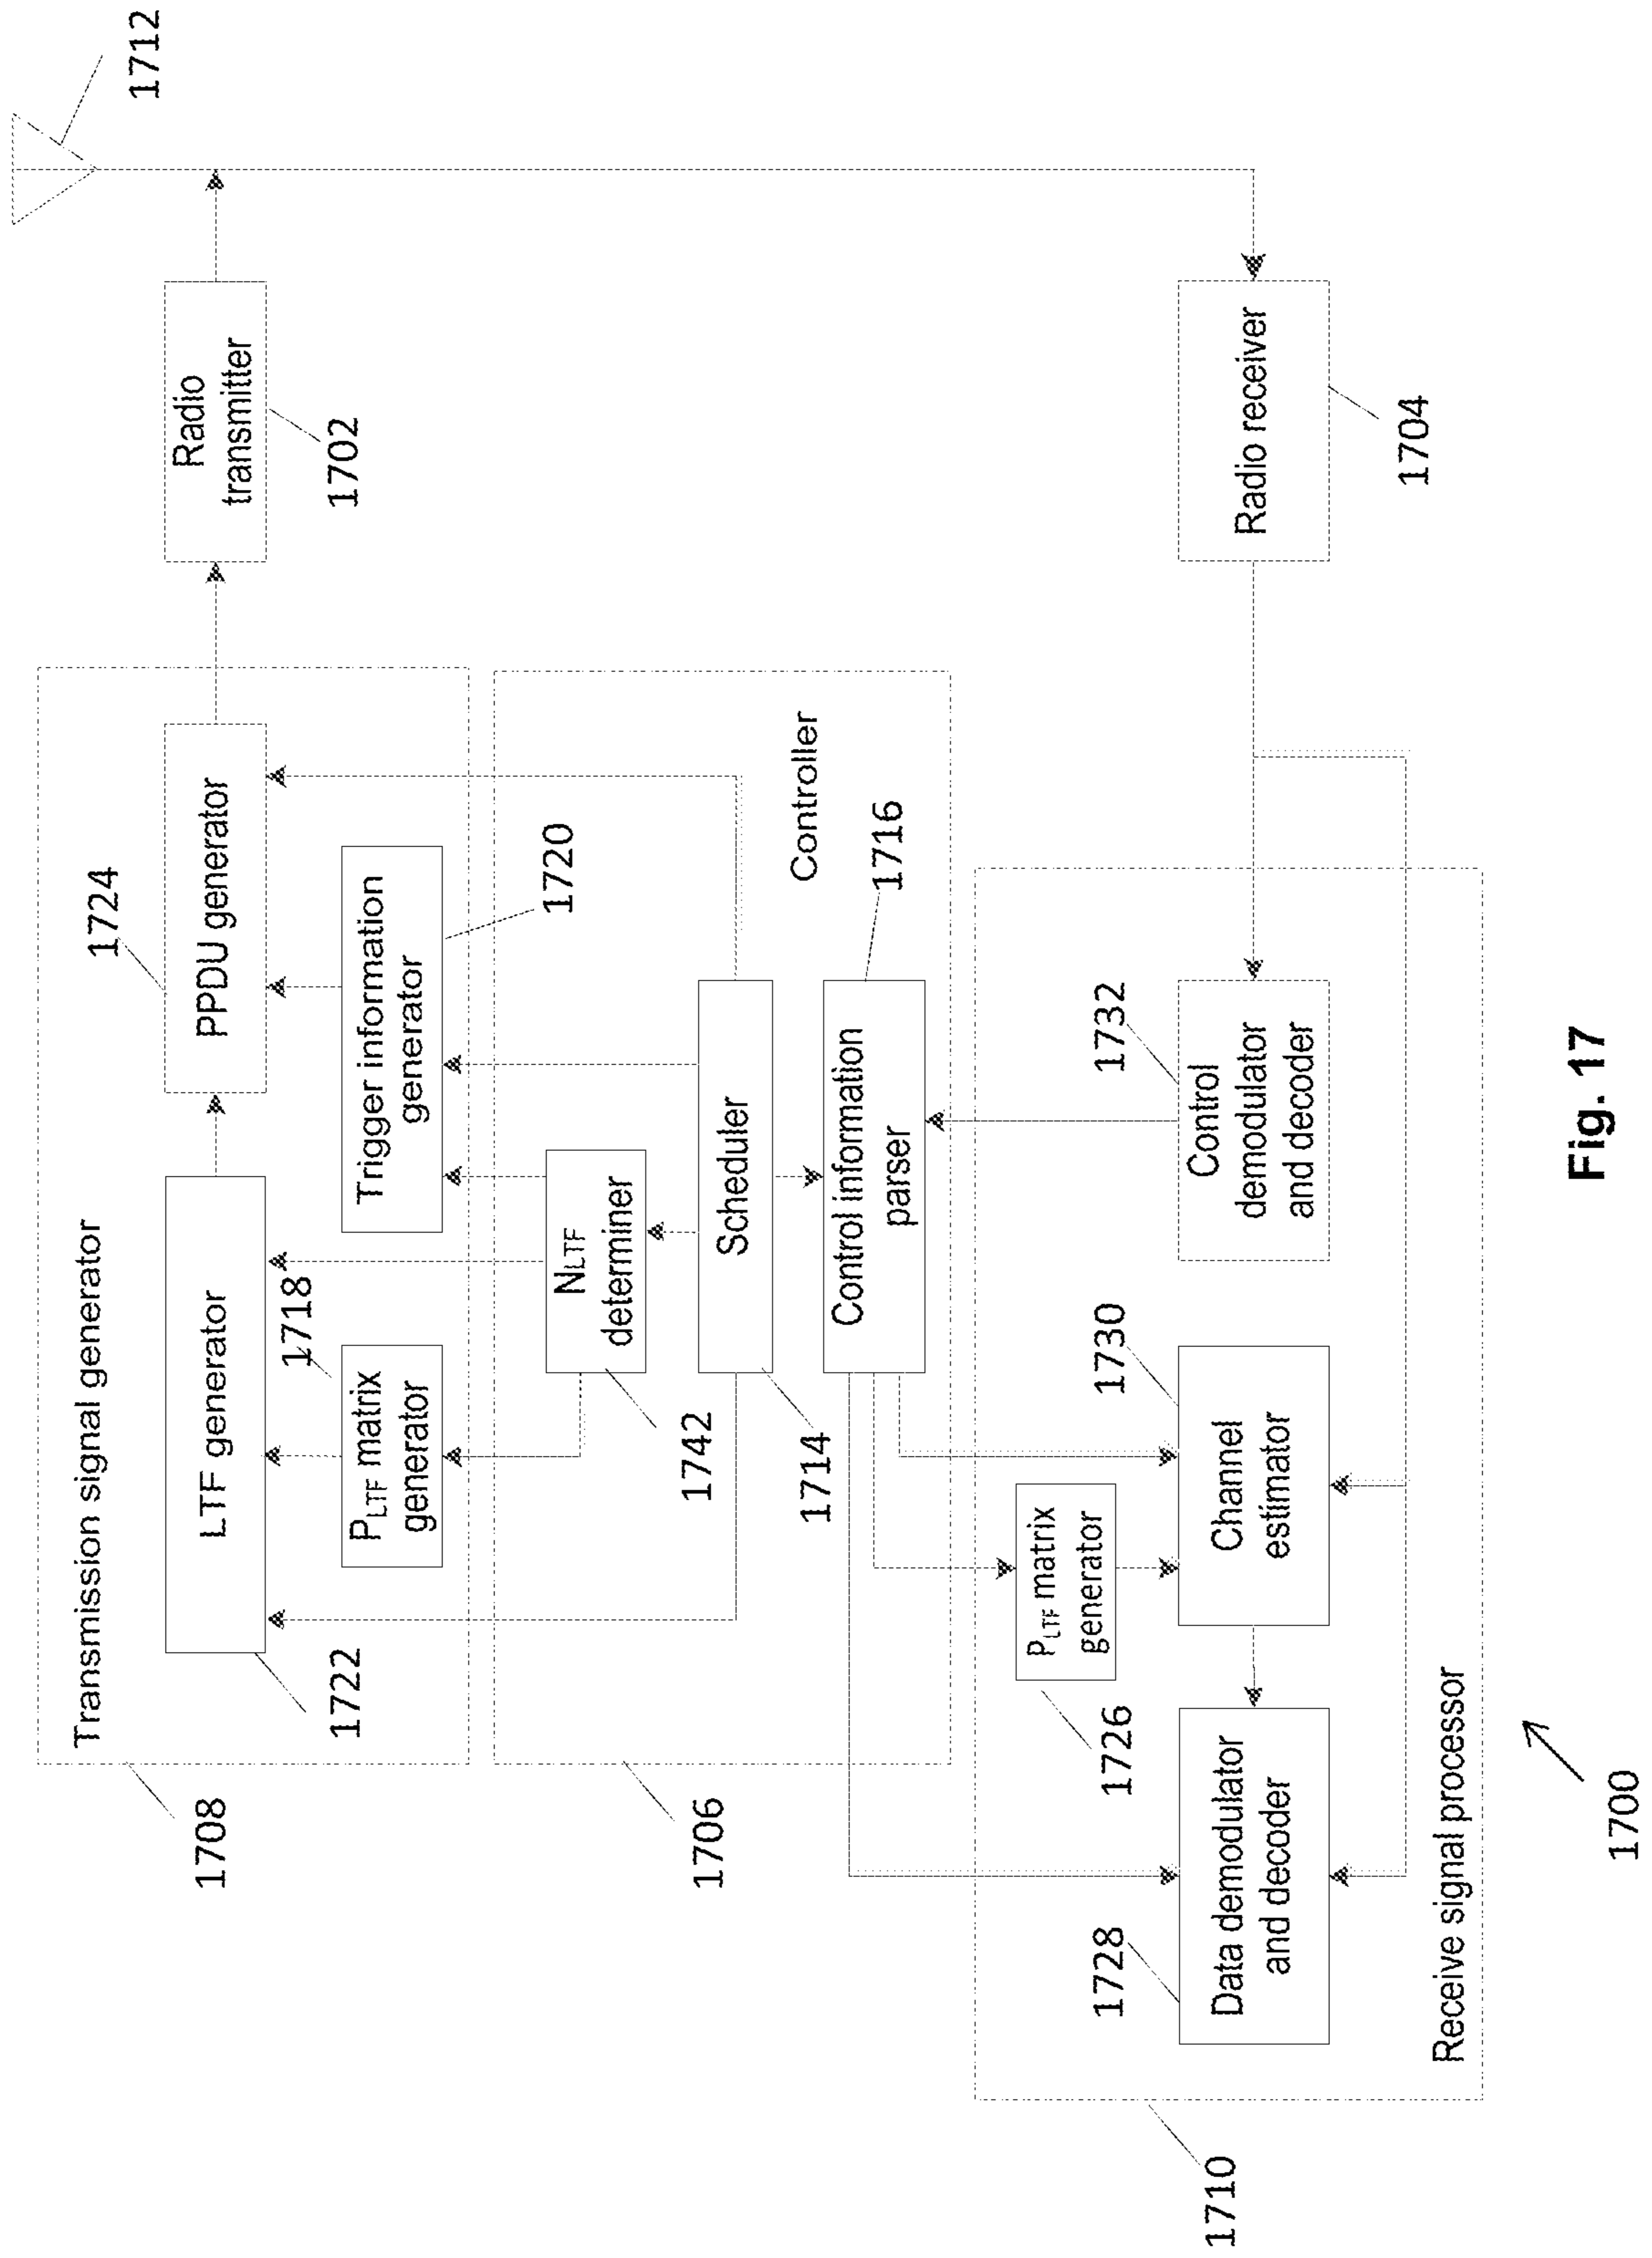 1712
Radio
transmitter
1702
Radio receiver
1704
Transmission signal generator
1708
1724
PPDU generator
LTF generator
1722
1718
PLTF matrix
generator
Trigger information
generator
1720
1706
Controller
NLTF
determiner
1742
Scheduler
1714
Control information
parser
1716
1710
Receive signal processor
PLTF matrix
generator
1726
1728
Data demodulator
and decoder
1730
Channel
estimator
1732
Control
demodulator
and decoder
1700
Fig. 17